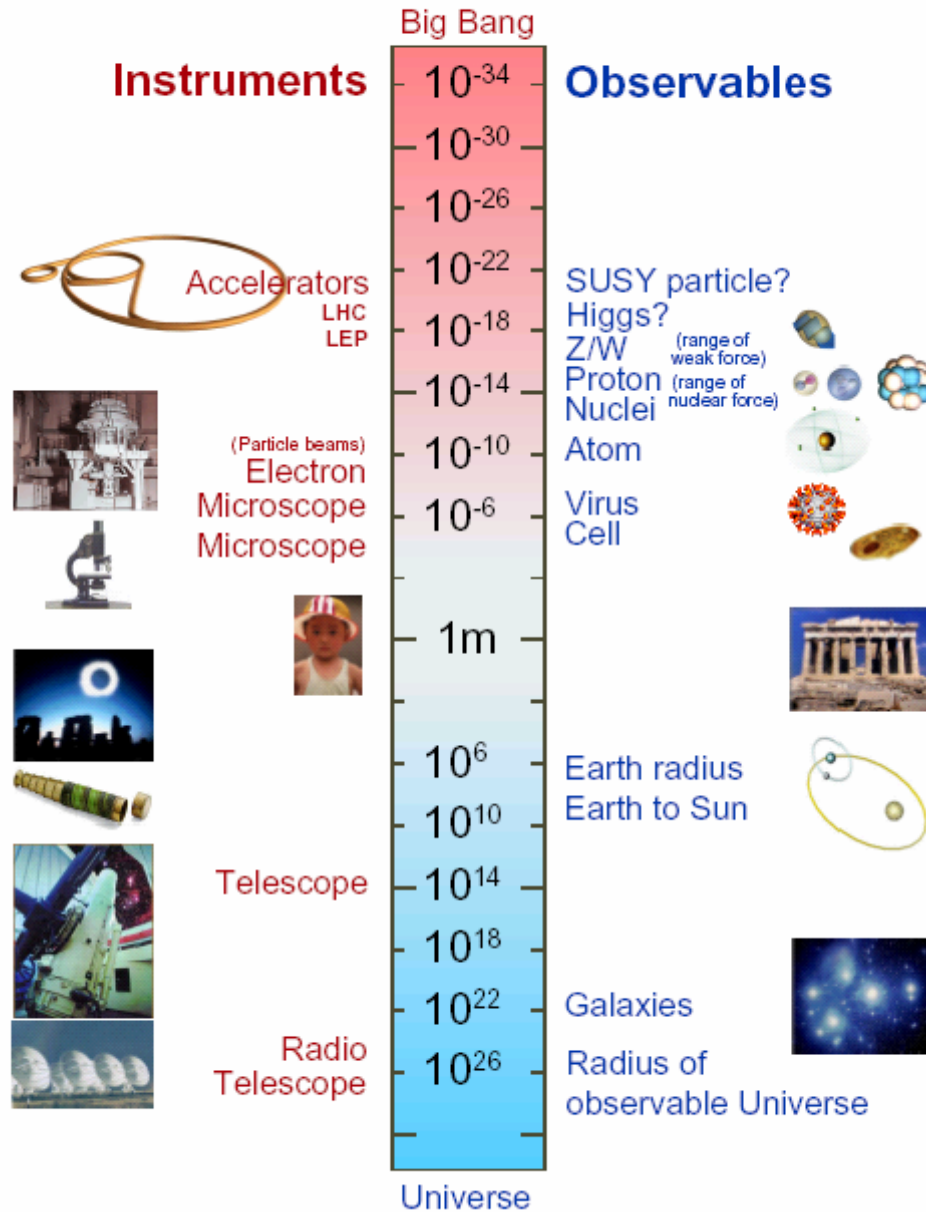 Big Bang
Instruments
Observables
10⁻³⁴
10⁻³⁰
10⁻²⁶
10⁻²²
Accelerators
LHC
LEP
SUSY particle?
Higgs?
10⁻¹⁸
Z/W (range of weak force)
Proton (range of nuclear force)
10⁻¹⁴
Nuclei
(Particle beams)
Electron
Microscope
10⁻¹⁰
Atom
10⁻⁶
Virus
Cell
Microscope
1m
10⁶
Earth radius
Earth to Sun
10¹⁰
Telescope
10¹⁴
10¹⁸
10²²
Galaxies
Radio
Telescope
10²⁶
Radius of
observable Universe
Universe